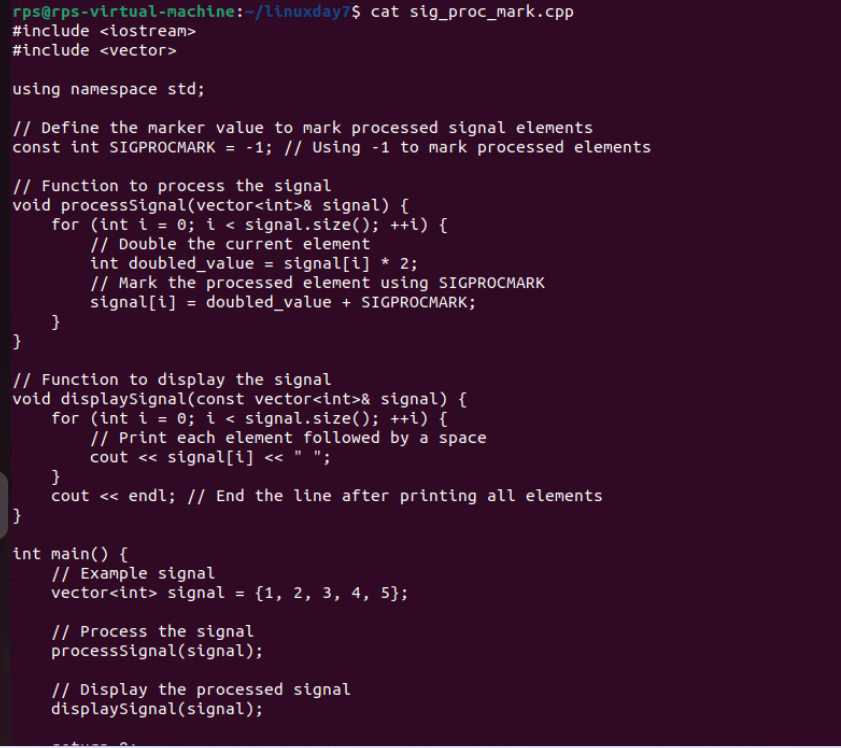 rps@rps-virtual-machine:~/linuxday7$ cat sig_proc_mark.cpp
#include <iostream>
#include <vector>

using namespace std;

// Define the marker value to mark processed signal elements
const int SIGPROCMARK = -1; // Using -1 to mark processed elements

// Function to process the signal
void processSignal(vector<int>& signal) {
    for (int i = 0; i < signal.size(); ++i) {
        // Double the current element
        int doubled_value = signal[i] * 2;
        // Mark the processed element using SIGPROCMARK
        signal[i] = doubled_value + SIGPROCMARK;
    }
}

// Function to display the signal
void displaySignal(const vector<int>& signal) {
    for (int i = 0; i < signal.size(); ++i) {
        // Print each element followed by a space
        cout << signal[i] << " ";
    }
    cout << endl; // End the line after printing all elements
}

int main() {
    // Example signal
    vector<int> signal = {1, 2, 3, 4, 5};

    // Process the signal
    processSignal(signal);

    // Display the processed signal
    displaySignal(signal);